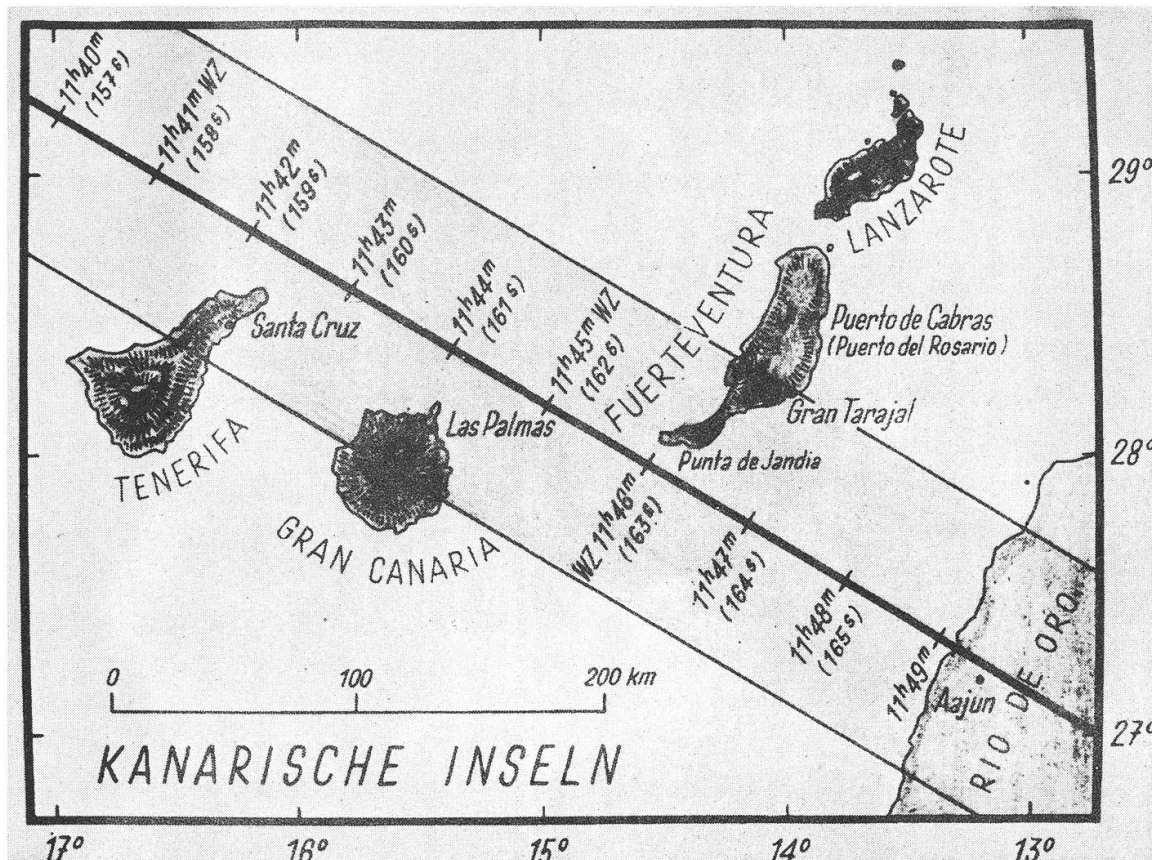 11ʰ40ᵐ
(157ˢ)
11ʰ41ᵐ WZ
(158ˢ)
11ʰ42ᵐ
(159ˢ)
11ʰ43ᵐ
(160ˢ)
11ʰ44ᵐ
(161ˢ)
11ʰ45ᵐ WZ
(162ˢ)
WZ 11ʰ46ᵐ
(163ˢ)
11ʰ47ᵐ
(164ˢ)
11ʰ48ᵐ
(165ˢ)
11ʰ49ᵐ
LANZAROTE
FUERTEVENTURA
Puerto de Cabras
(Puerto del Rosario)
Gran Tarajal
Punta de Jandia
Santa Cruz
TENERIFA
Las Palmas
GRAN CANARIA
Aajun
RIO DE ORO
29°
28°
27°
0 100 200 km
KANARISCHE INSELN
17° 16° 15° 14° 13°